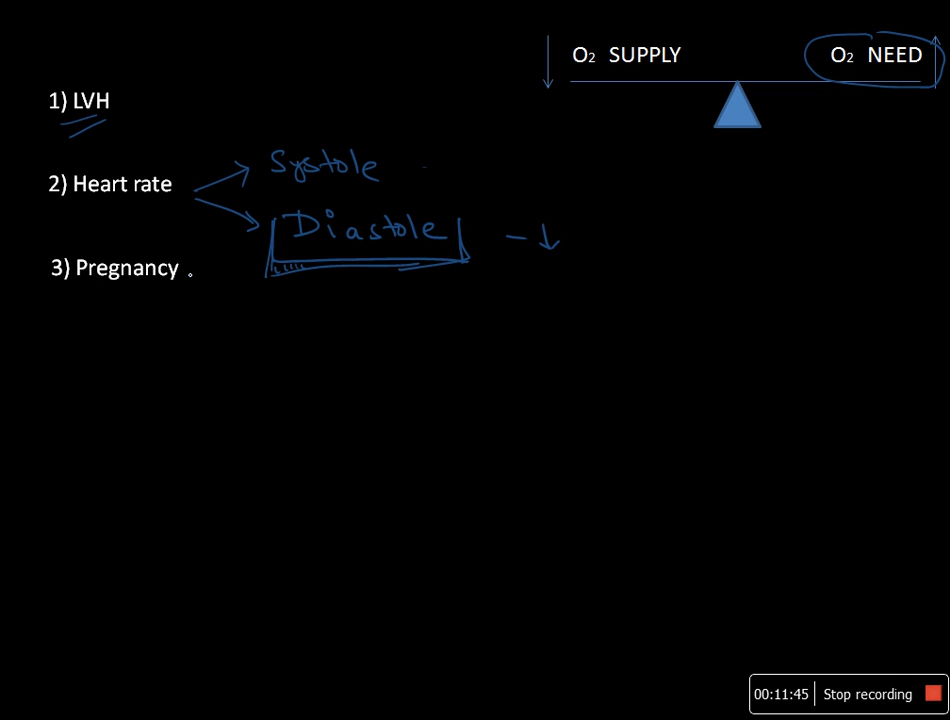 O2 SUPPLY
O2 NEED
1) LVH
2) Heart rate
Systole
Diastole - ↓
3) Pregnancy .
00:11:45 Stop recording